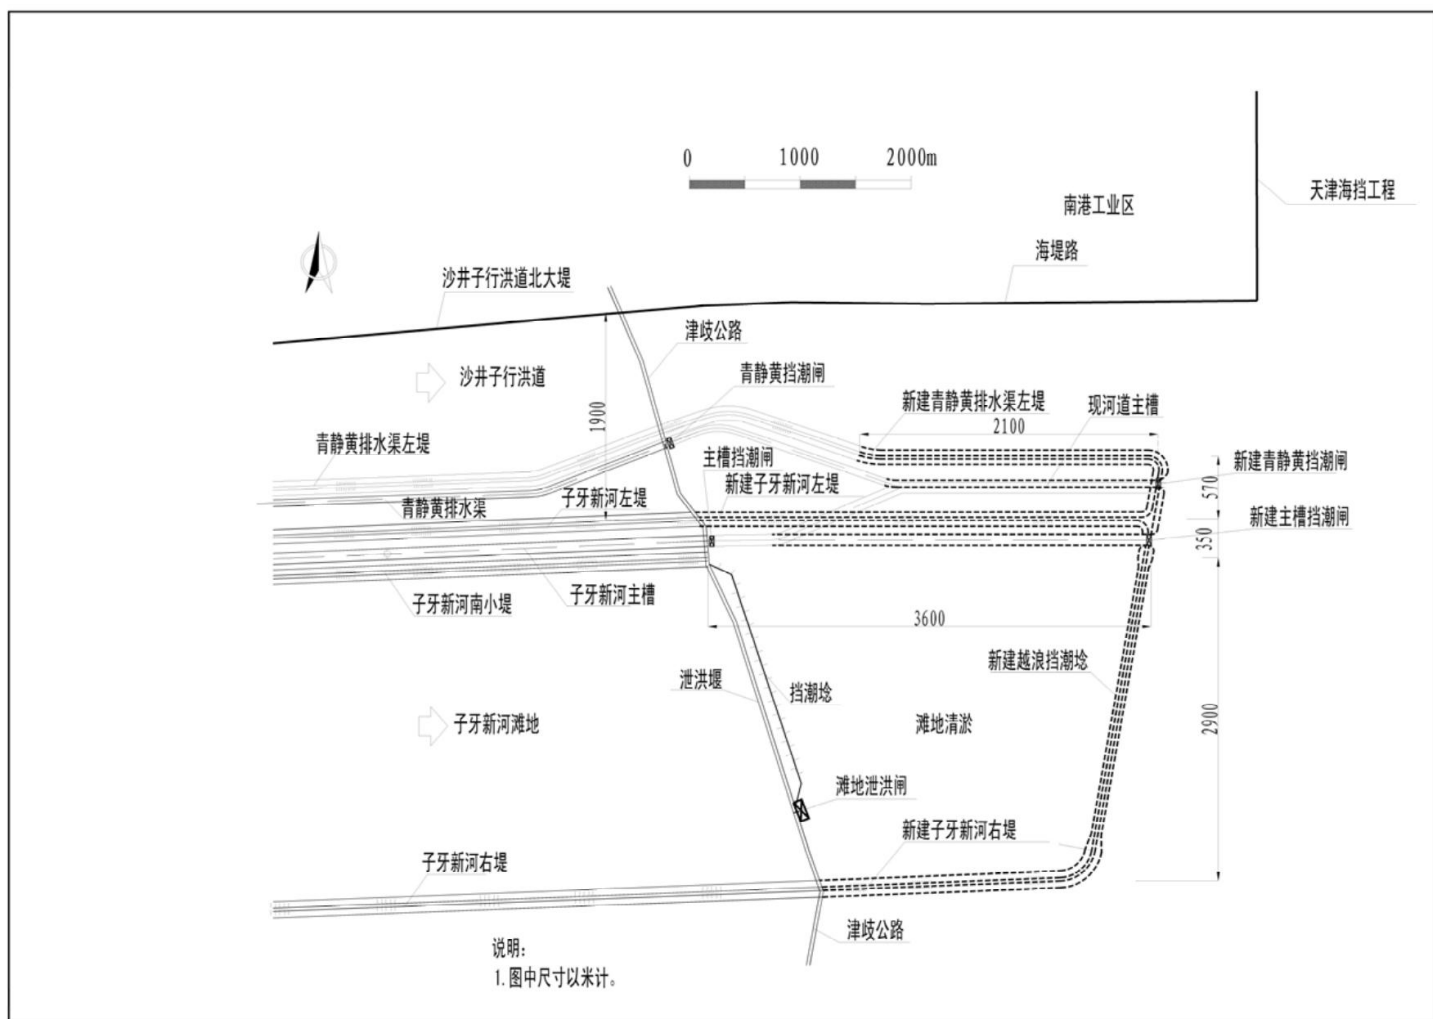 0 1000 2000m
天津海挡工程
南港工业区
海堤路
沙井子行洪道北大堤
津歧公路
沙井子行洪道
青静黄挡潮闸
新建青静黄排水渠左堤
现河道主槽
1900
2100
青静黄排水渠左堤
主槽挡潮闸
新建青静黄挡潮闸
新建子牙新河左堤
570
子牙新河左堤
青静黄排水渠
新建主槽挡潮闸
350
子牙新河南小堤
子牙新河主槽
3600
新建越浪挡潮埝
泄洪堰
挡潮埝
子牙新河滩地
滩地清淤
2900
滩地泄洪闸
新建子牙新河右堤
子牙新河右堤
津歧公路
说明:
1.图中尺寸以米计。